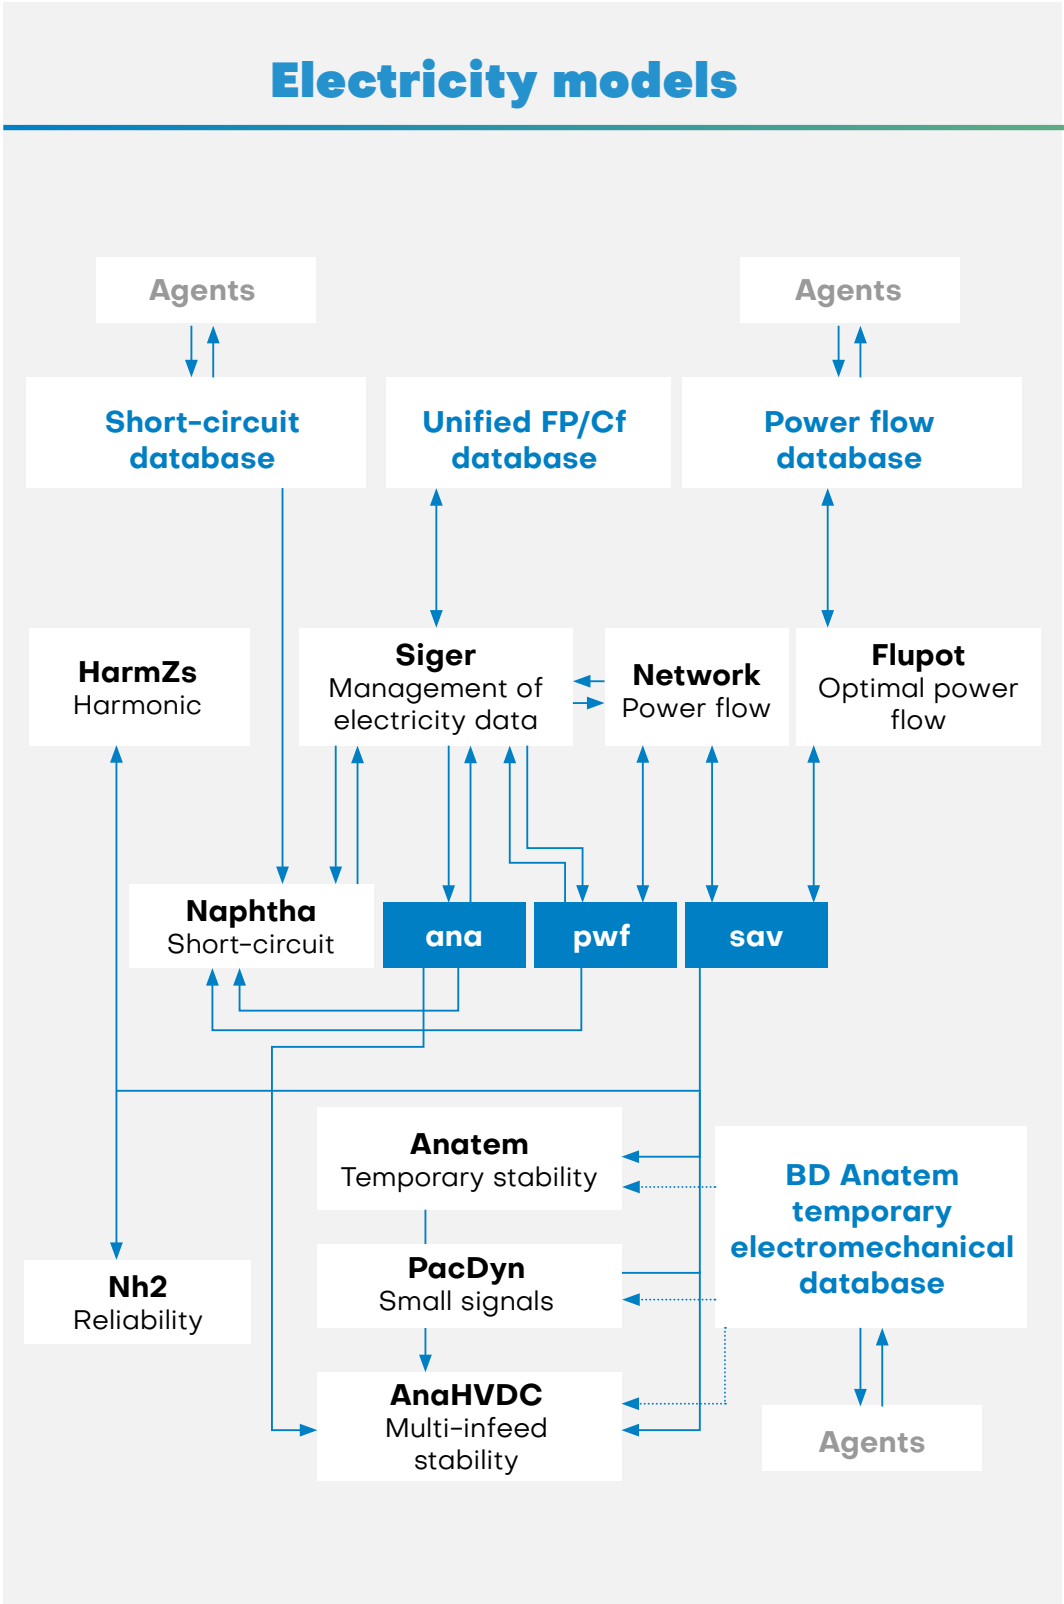 Electricity models
Agents
Agents
Short-circuit
database
Unified FP/Cf
database
Power flow
database
HarmZs
Harmonic
Siger
Management of
electricity data
Network
Power flow
Flupot
Optimal power
flow
Naphtha
Short-circuit
ana
pwf
sav
Anatem
Temporary stability
BD Anatem
temporary
electromechanical
database
PacDyn
Small signals
Nh2
Reliability
AnaHVDC
Multi-infeed
stability
Agents